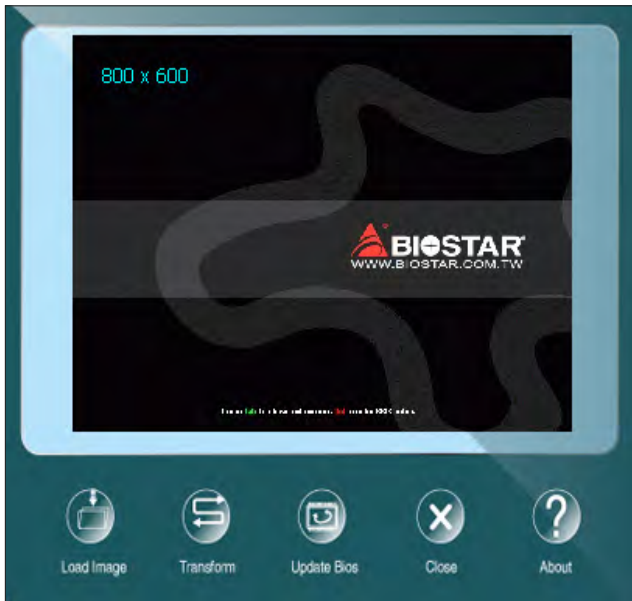 800 x 600
BIOSTAR
WWW.BIOSTAR.COM.TW
Load Image
Transform
Update Bios
Close
About